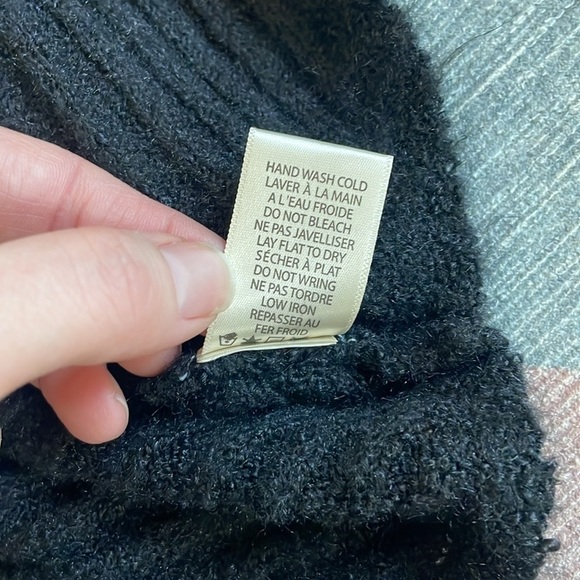 HAND WASH COLD
LAVER À LA MAIN
A L'EAU FROIDE
DO NOT BLEACH
NE PAS JAVELLISER
LAY FLAT TO DRY
SÉCHER À PLAT
DO NOT WRING
NE PAS TORDRE
LOW IRON
REPASSER AU
FER FROID